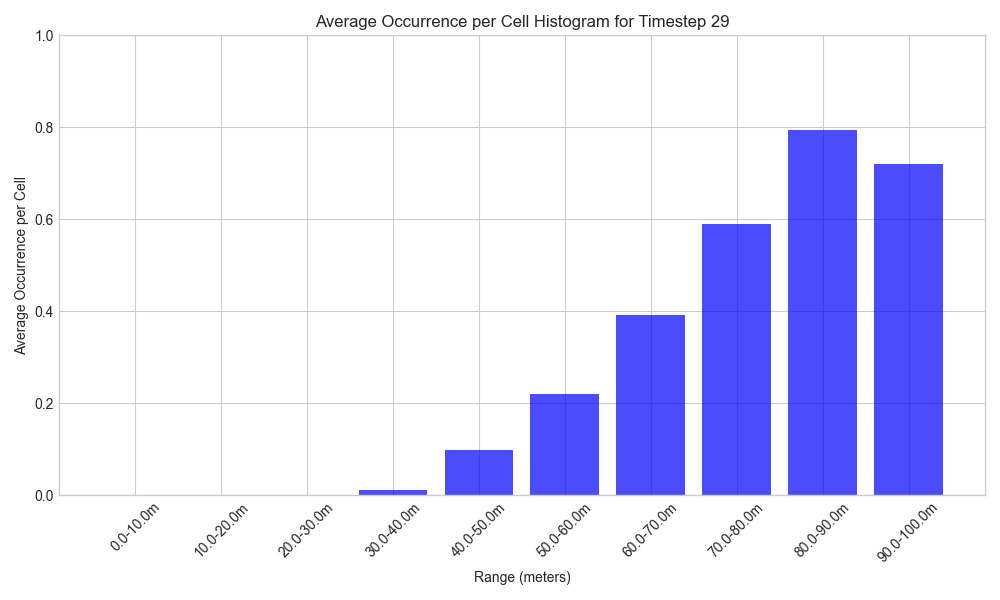 Average Occurrence per Cell Histogram for Timestep 29
1.0
0.8
0.6
0.4
0.2
0.0
Average Occurrence per Cell
0.0-10.0m
10.0-20.0m
20.0-30.0m
30.0-40.0m
40.0-50.0m
50.0-60.0m
60.0-70.0m
70.0-80.0m
80.0-90.0m
90.0-100.0m
Range (meters)